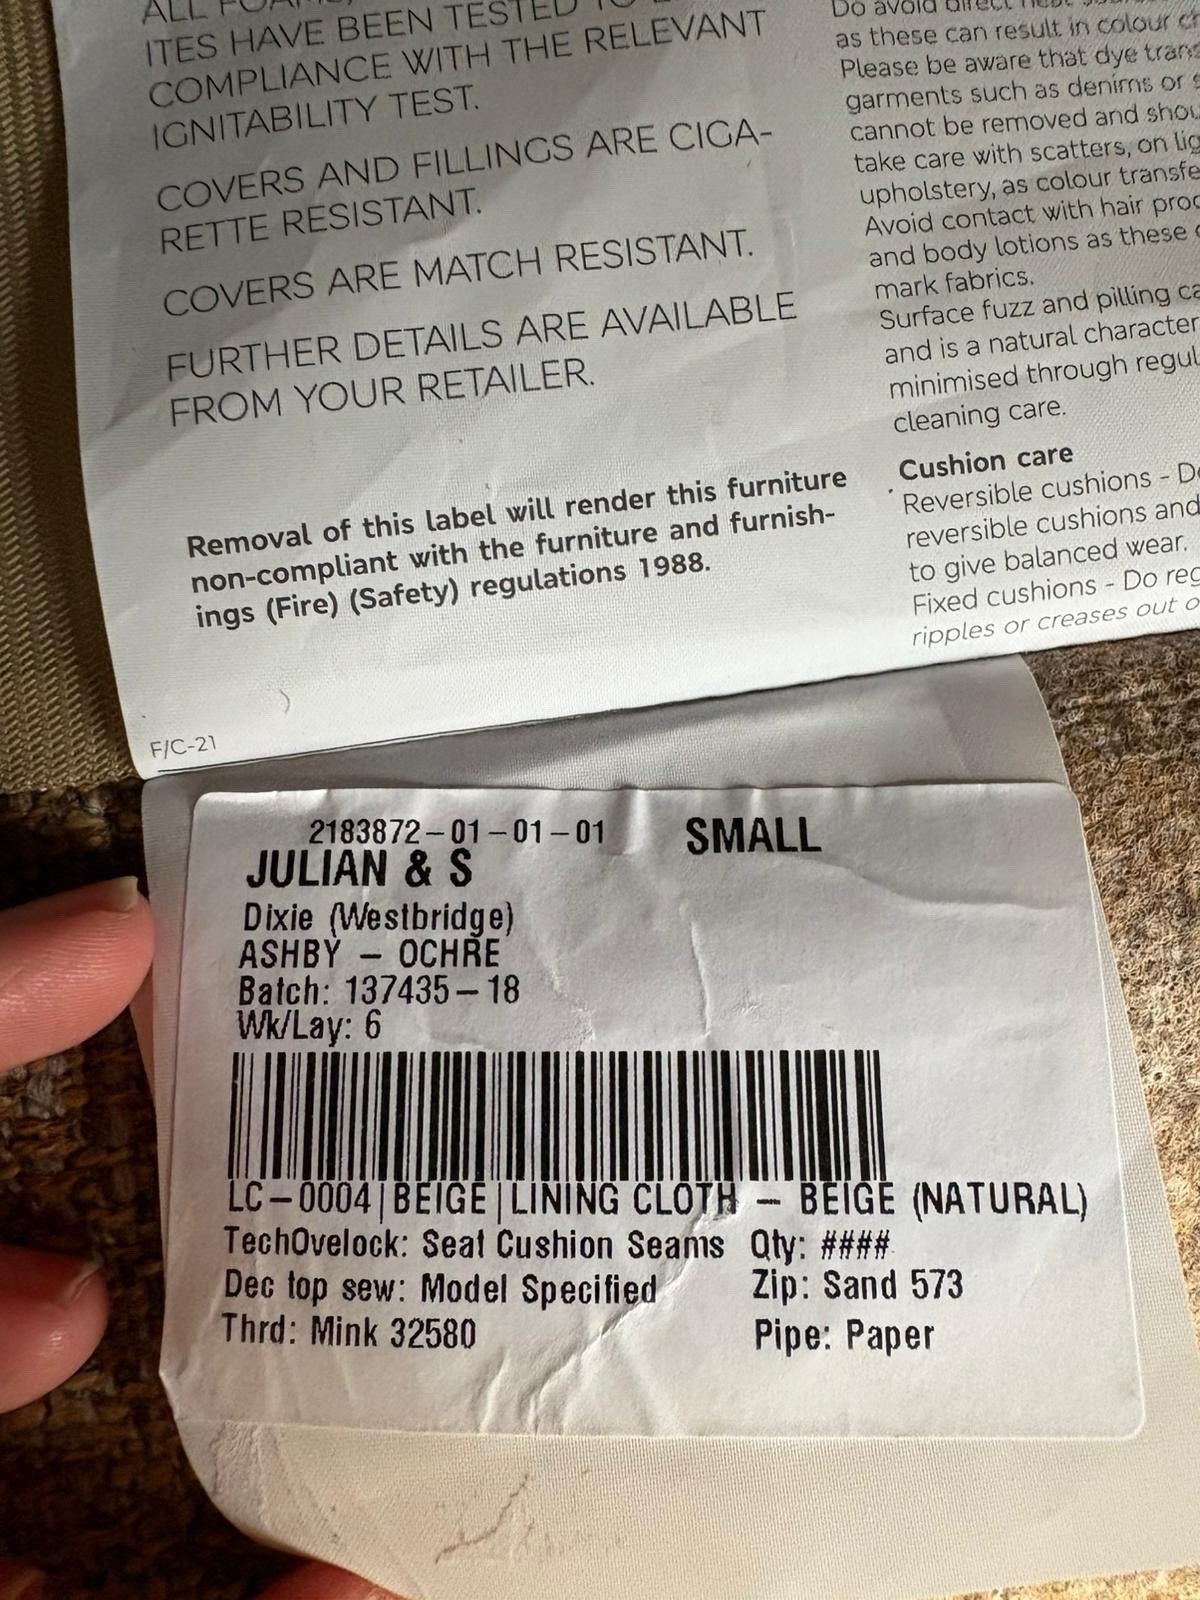 ALL FOAMS,
ITES HAVE BEEN TESTED TO
COMPLIANCE WITH THE RELEVANT
IGNITABILITY TEST.
COVERS AND FILLINGS ARE CIGA-
RETTE RESISTANT.
COVERS ARE MATCH RESISTANT.
FURTHER DETAILS ARE AVAILABLE
FROM YOUR RETAILER.
Removal of this label will render this furniture
non-compliant with the furniture and furnish-
ings (Fire) (Safety) regulations 1988.
F/C-21
Do avoid direct heat
as these can result in colour
Please be aware that dye
garments such as denims or
cannot be removed and
take care with scatters, on
upholstery, as colour
Avoid contact with hair
and body lotions as these
mark fabrics.
Surface fuzz and pilling
and is a natural
minimised through
cleaning care.
Cushion care
Reversible cushions - Do
reversible cushions and
to give balanced wear.
Fixed cushions - Do
ripples or creases out
2183872-01-01-01 SMALL
JULIAN & S
Dixie (Westbridge)
ASHBY - OCHRE
Batch: 137435-18
Wk/Lay: 6
LC-0004|BEIGE|LINING CLOTH - BEIGE (NATURAL)
TechOvelock: Seat Cushion Seams Qty: ####
Dec top sew: Model Specified Zip: Sand 573
Thrd: Mink 32580 Pipe: Paper